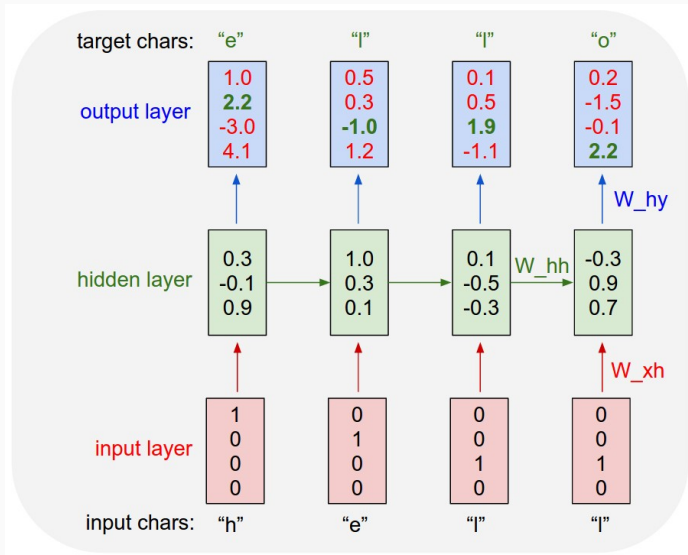 target chars: “e” “l” “l” “o”
1.0 0.5 0.1 0.2
2.2 0.3 0.5 -1.5
output layer -3.0 -1.0 1.9 -0.1
4.1 1.2 -1.1 2.2
W_hy
0.3 1.0 0.1 -0.3
hidden layer -0.1 0.3 -0.5 W_hh 0.9
0.9 0.1 -0.3 0.7
W_xh
1 0 0 0
0 1 0 0
input layer 0 0 1 1
0 0 0 0
input chars: “h” “e” “l” “l”